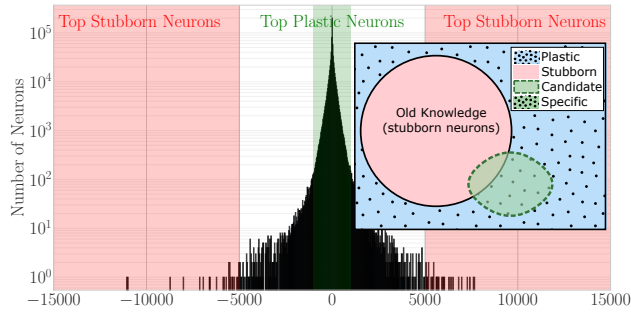 Top Stubborn Neurons
Top Plastic Neurons
Top Stubborn Neurons
Number of Neurons
10^5
10^4
10^3
10^2
10^1
10^0
−15000
−10000
−5000
0
5000
10000
15000
Plastic
Stubborn
Candidate
Specific
Old Knowledge
(stubborn neurons)